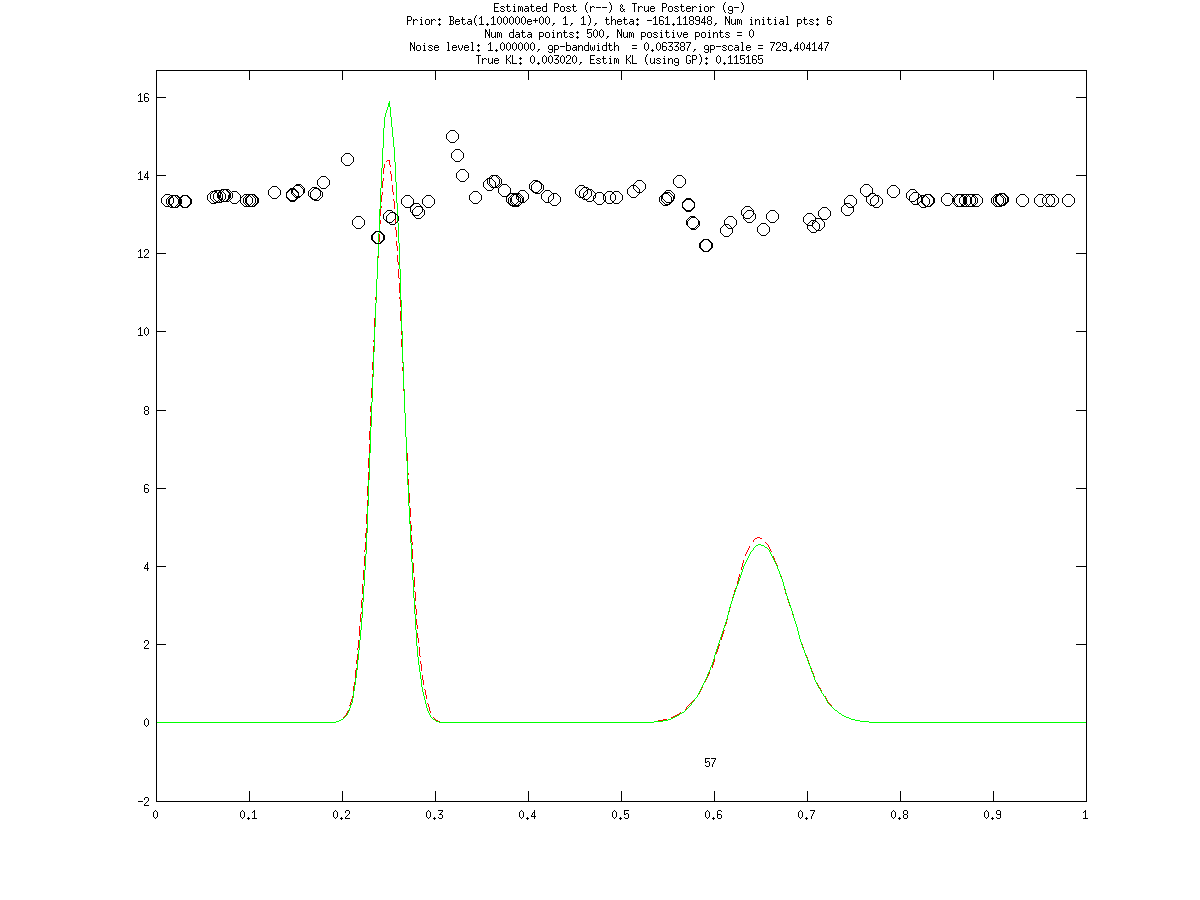 Estimated Post (r--) & True Posterior (g-)
Prior: Beta(1.100000e+00, 1, 1), theta: -161.118948, Num initial pts: 6
Num data points: 500, Num positive points = 0
Noise level: 1.000000, gp-bandwidth  = 0.063387, gp-scale = 729.404147
True KL: 0.003020, Estim KL (using GP): 0.115165
16
14
12
10
8
6
4
2
0
57
-2
0 0.1 0.2 0.3 0.4 0.5 0.6 0.7 0.8 0.9 1